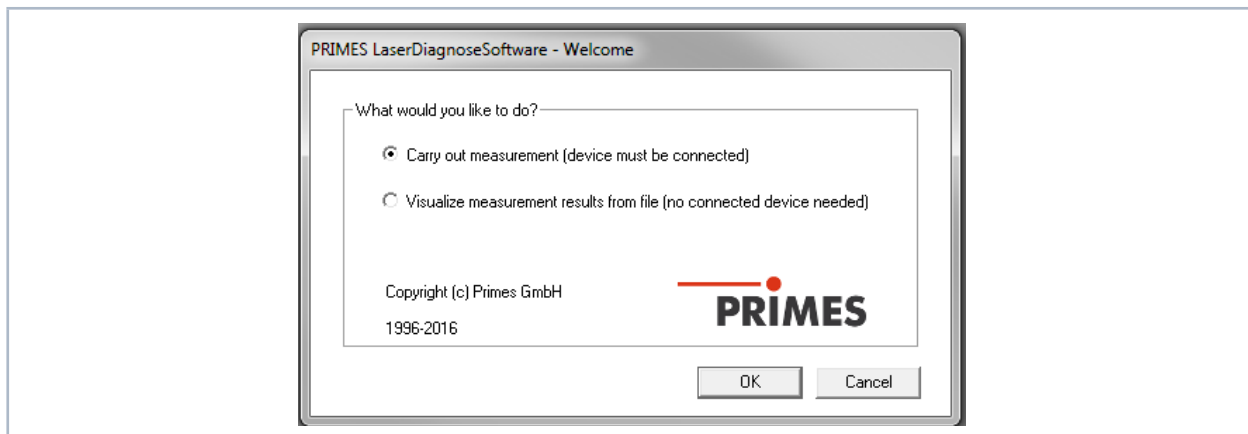 PRIMES LaserDiagnoseSoftware - Welcome
What would you like to do?
Carry out measurement (device must be connected)
Visualize measurement results from file (no connected device needed)
Copyright (c) Primes GmbH
1996-2016
PRIMES
OK Cancel